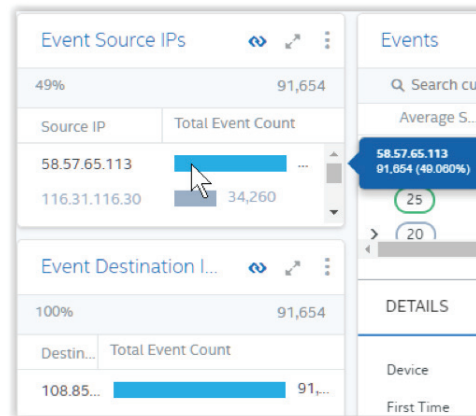 Event Source IPs
49% 91,654
Source IP Total Event Count
58.57.65.113 ...
116.31.116.30 34,260
Event Destination I...
100% 91,654
Destin... Total Event Count
108.85... 91,...
Events
Search cu
Average S...
58.57.65.113
91,654 (49.060%)
25
20
DETAILS
Device
First Time